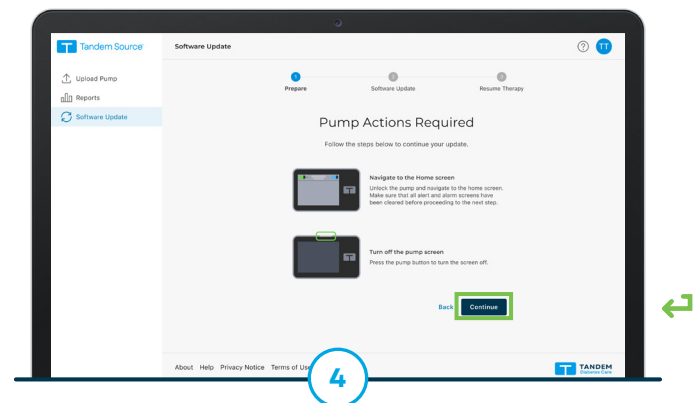 Tandem Source
Software Update
?
TT
Upload Pump
Reports
Software Update
1
2
3
Prepare
Software Update
Resume Therapy
Pump Actions Required
Follow the steps below to continue your update.
Navigate to the Home screen
Unlock the pump and navigate to the home screen.
Make sure that all alert and alarm screens have
been cleared before proceeding to the next step.
Turn off the pump screen
Press the pump button to turn the screen off.
Back
Continue
About Help Privacy Notice Terms of Use
TANDEM
Diabetes Care
4